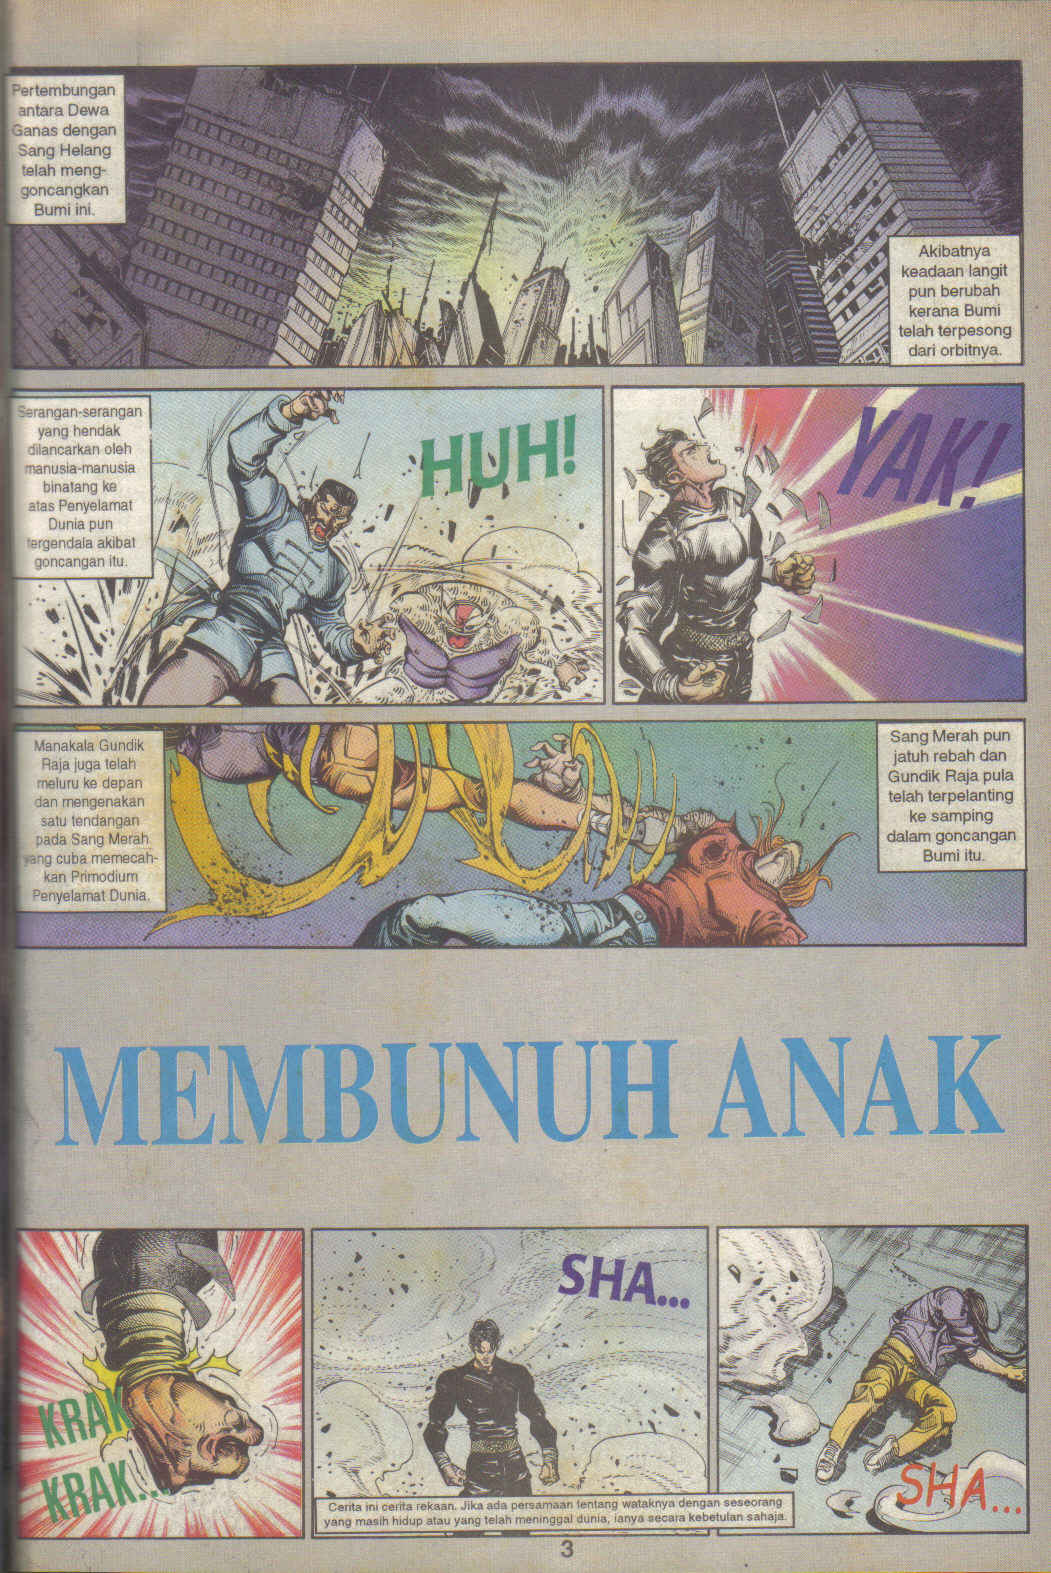 Pertembungan
antara Dewa
Ganas dengan
Sang Helang
telah meng-
goncangkan
Bumi ini.
Akibatnya
keadaan langit
pun berubah
kerana Bumi
telah terpesong
dari orbitnya.
Serangan-serangan
yang hendak
dilancarkan oleh
manusia-manusia
binatang ke
atas Penyelamat
Dunia pun
tergendala akibat
goncangan itu.
HUH!
YAK!
Manakala Gundik
Raja juga telah
meluru ke depan
dan mengenakan
satu tendangan
pada Sang Merah
yang cuba memecah-
kan Primodium
Penyelamat Dunia.
Sang Merah pun
jatuh rebah dan
Gundik Raja pula
telah terpelanting
ke samping
dalam goncangan
Bumi itu.
MEMBUNUH ANAK
KRAK
KRAK...
SHA...
SHA...
Cerita ini cerita rekaan. Jika ada persamaan tentang wataknya dengan seseorang
yang masih hidup atau yang telah meninggal dunia, ianya secara kebetulan sahaja.
3